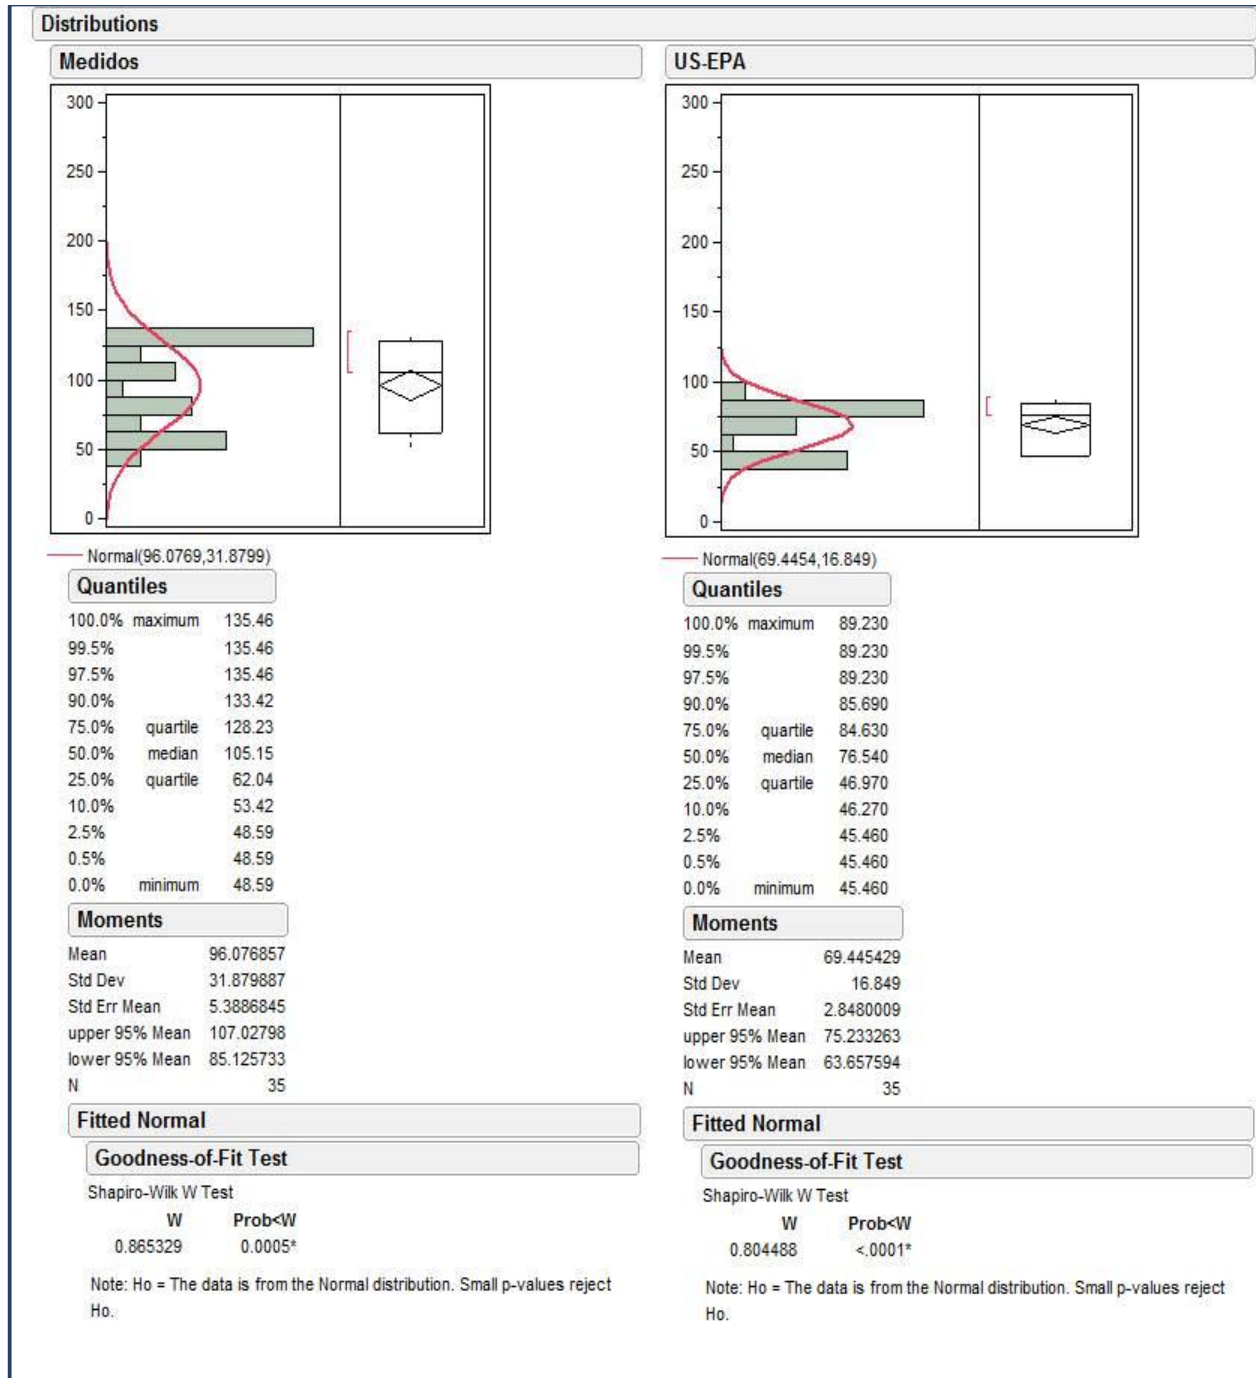 Distributions
Medidos
300
250
200
150
100
50
0
Normal(96.0769,31.8799)
Quantiles
100.0% maximum 135.46
99.5% 135.46
97.5% 135.46
90.0% 133.42
75.0% quartile 128.23
50.0% median 105.15
25.0% quartile 62.04
10.0% 53.42
2.5% 48.59
0.5% 48.59
0.0% minimum 48.59
Moments
Mean 96.076857
Std Dev 31.879887
Std Err Mean 5.3886845
upper 95% Mean 107.02798
lower 95% Mean 85.125733
N 35
Fitted Normal
Goodness-of-Fit Test
Shapiro-Wilk W Test
W Prob<W
0.865329 0.0005*
Note: Ho = The data is from the Normal distribution. Small p-values reject
Ho.
US-EPA
300
250
200
150
100
50
0
Normal(69.4454,16.849)
Quantiles
100.0% maximum 89.230
99.5% 89.230
97.5% 89.230
90.0% 85.690
75.0% quartile 84.630
50.0% median 76.540
25.0% quartile 46.970
10.0% 46.270
2.5% 45.460
0.5% 45.460
0.0% minimum 45.460
Moments
Mean 69.445429
Std Dev 16.849
Std Err Mean 2.8480009
upper 95% Mean 75.233263
lower 95% Mean 63.657594
N 35
Fitted Normal
Goodness-of-Fit Test
Shapiro-Wilk W Test
W Prob<W
0.804488 <.0001*
Note: Ho = The data is from the Normal distribution. Small p-values reject
Ho.